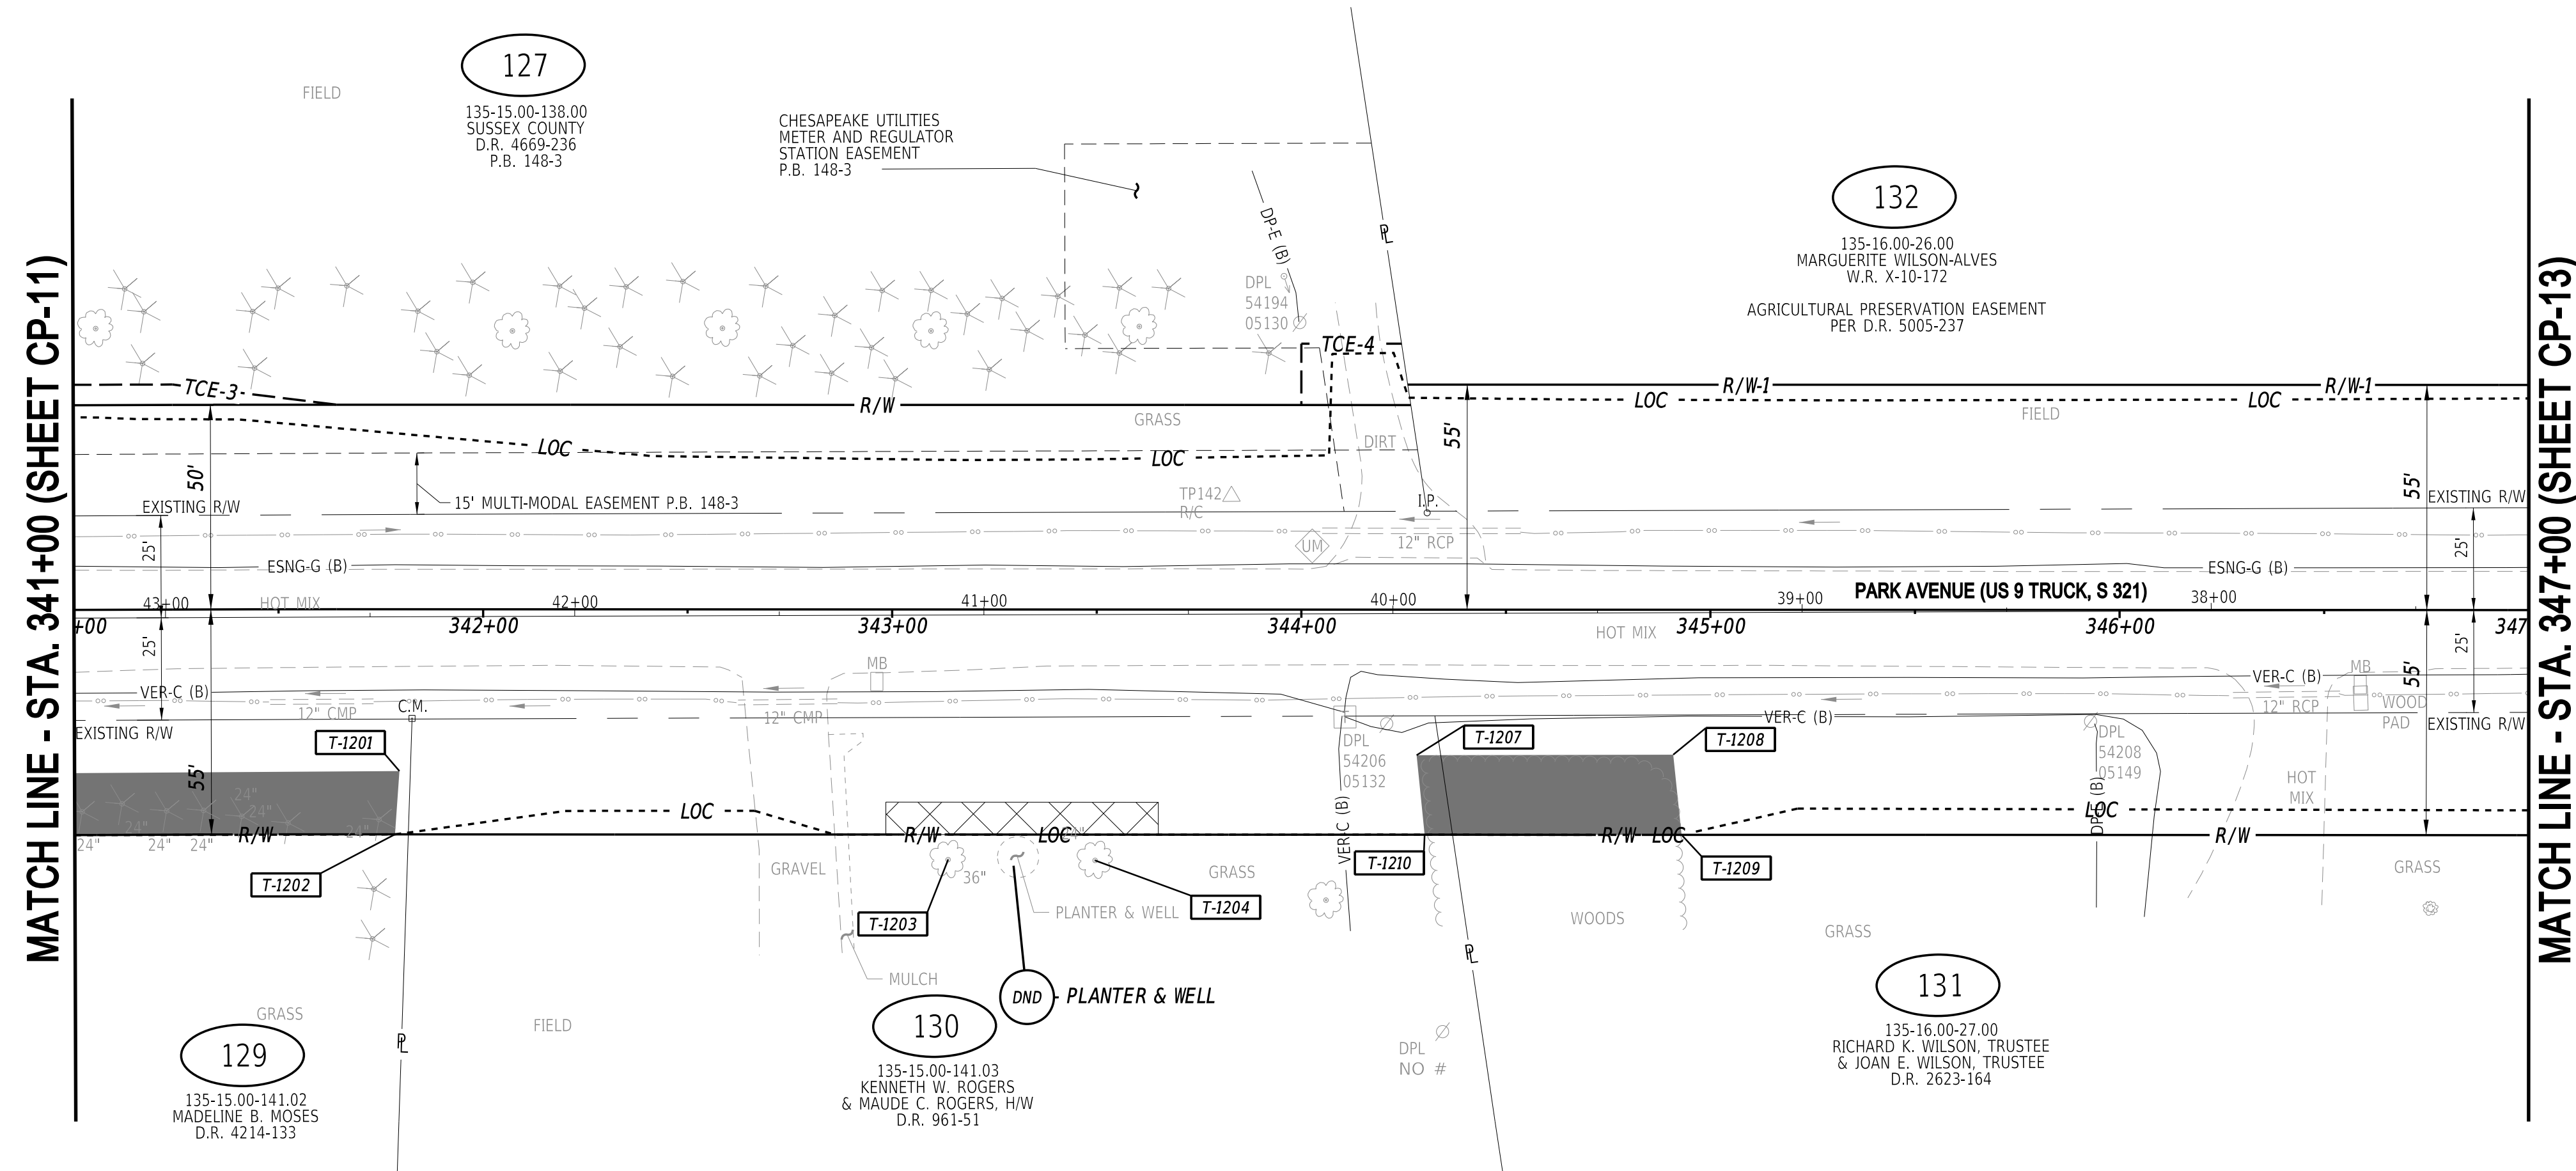 127
135-15.00-138.00
SUSSEX COUNTY
D.R. 4669-236
P.B. 148-3
FIELD
CHESAPEAKE UTILITIES
METER AND REGULATOR
STATION EASEMENT
P.B. 148-3
132
135-16.00-26.00
MARGUERITE WILSON-ALVES
W.R. X-10-172
AGRICULTURAL PRESERVATION EASEMENT
PER D.R. 5005-237
MATCH LINE - STA. 341+00 (SHEET CP-11)
MATCH LINE - STA. 347+00 (SHEET CP-13)
DP-E (B)
PL
DPL
54194
05130
TCE-4
TCE-3
R/W
R/W-1
R/W-1
LOC
LOC
GRASS
FIELD
LOC
LOC
DIRT
50'
55'
55'
EXISTING R/W
15' MULTI-MODAL EASEMENT P.B. 148-3
TP142
R/C
I.P.
EXISTING R/W
25'
25'
UM
12" RCP
ESNG-G (B)
ESNG-G (B)
PARK AVENUE (US 9 TRUCK, S 321)
43+00
HOT MIX
42+00
41+00
40+00
39+00
38+00
+00
342+00
343+00
344+00
HOT MIX
345+00
346+00
347
25'
25'
MB
MB
VER-C (B)
VER-C (B)
12" CMP
C.M.
12" CMP
12" RCP
WOOD
PAD
EXISTING R/W
VER-C (B)
EXISTING R/W
55'
55'
T-1201
T-1207
T-1208
DPL
54206
05132
DPL
54208
05149
HOT
MIX
24"
24"
24"
24"
24"
24"
24"
R/W
LOC
R/W
LOC
24"
VER-C (B)
R/W
LOC
LOC
DP-E (B)
R/W
T-1202
GRAVEL
36"
GRASS
T-1210
T-1209
GRASS
T-1203
PLANTER & WELL
T-1204
WOODS
GRASS
PL
MULCH
DND
PLANTER & WELL
GRASS
FIELD
PL
129
135-15.00-141.02
MADELINE B. MOSES
D.R. 4214-133
130
135-15.00-141.03
KENNETH W. ROGERS
& MAUDE C. ROGERS, H/W
D.R. 961-51
DPL
NO #
131
135-16.00-27.00
RICHARD K. WILSON, TRUSTEE
& JOAN E. WILSON, TRUSTEE
D.R. 2623-164